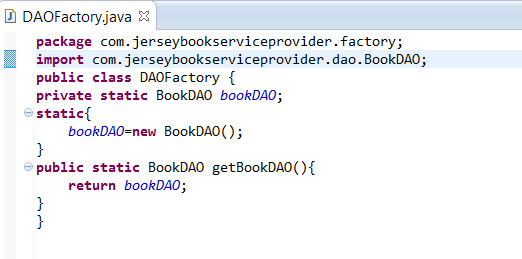 DAOFactory.java
package com.jerseybookserviceprovider.factory;
import com.jerseybookserviceprovider.dao.BookDAO;
public class DAOFactory {
private static BookDAO bookDAO;
static{
    bookDAO=new BookDAO();
}
public static BookDAO getBookDAO(){
    return bookDAO;
}
}